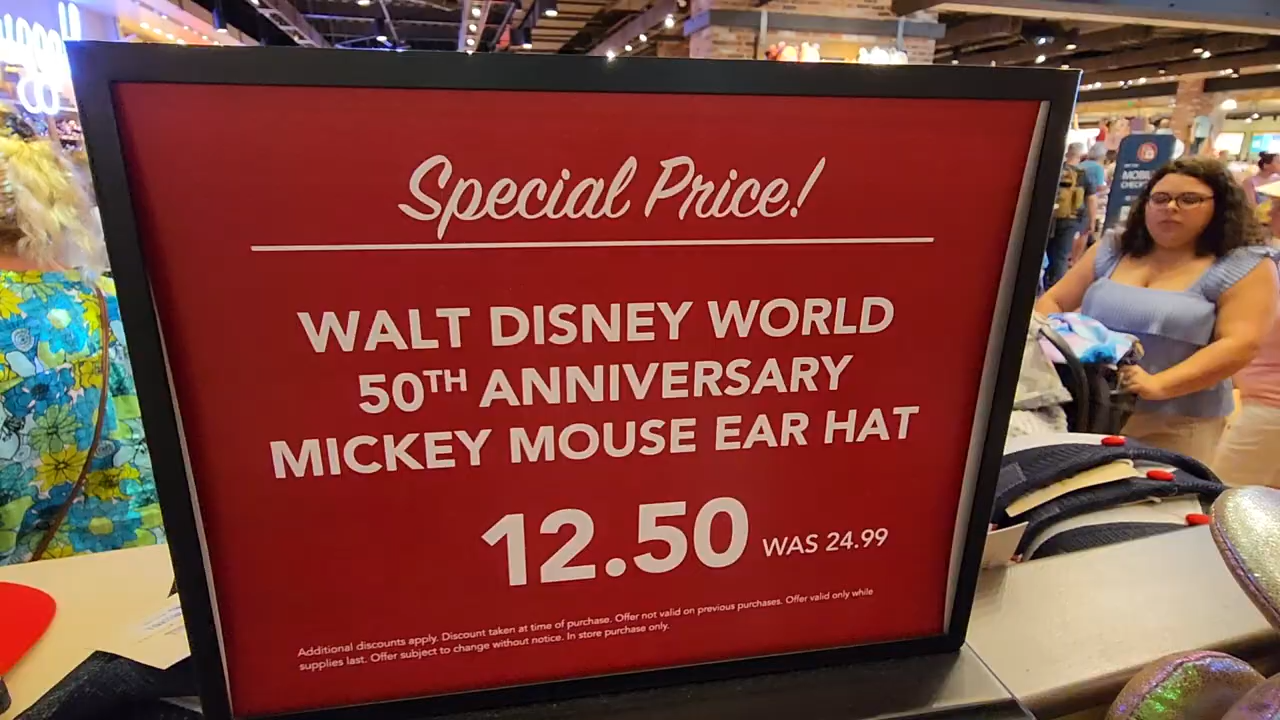 Special Price!
WALT DISNEY WORLD
50TH ANNIVERSARY
MICKEY MOUSE EAR HAT
12.50 WAS 24.99
Additional discounts apply. Discount taken at time of purchase. Offer not valid on previous purchases. Offer valid only while
supplies last. Offer subject to change without notice. In store purchase only.